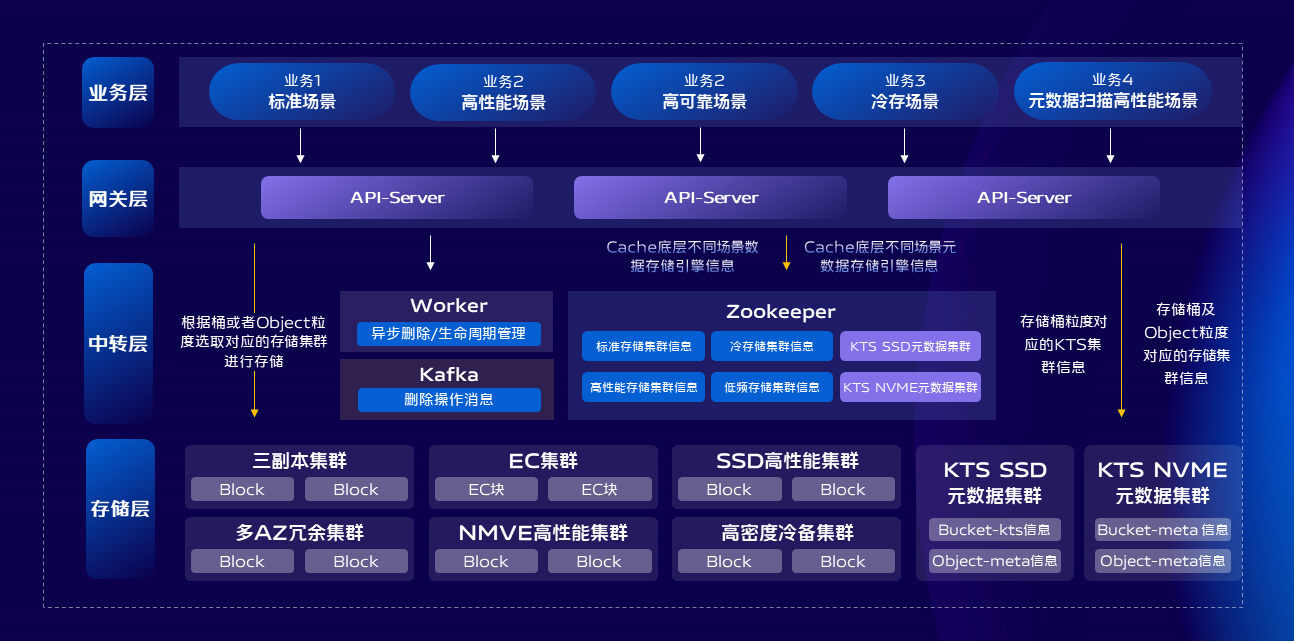 业务层
业务1
标准场景
业务2
高性能场景
业务2
高可靠场景
业务3
冷存场景
业务4
元数据扫描高性能场景
网关层
API-Server
API-Server
API-Server
Cache底层不同场景数
据存储引擎信息
Cache底层不同场景元
数据存储引擎信息
中转层
根据桶或者Object粒
度选取对应的存储集群
进行存储
Worker
异步删除/生命周期管理
Kafka
删除操作消息
Zookeeper
标准存储集群信息
冷存储集群信息
KTS SSD元数据集群
高性能存储集群信息
低频存储集群信息
KTS NVME元数据集群
存储桶粒度对
应的KTS集
群信息
存储桶及
Object粒度
对应的存储集
群信息
存储层
三副本集群
Block
Block
EC集群
EC块
EC块
SSD高性能集群
Block
Block
多AZ冗余集群
Block
Block
NMVE高性能集群
Block
Block
高密度冷备集群
Block
Block
KTS SSD
元数据集群
Bucket-kts信息
Object-meta信息
KTS NVME
元数据集群
Bucket-meta 信息
Object-meta信息